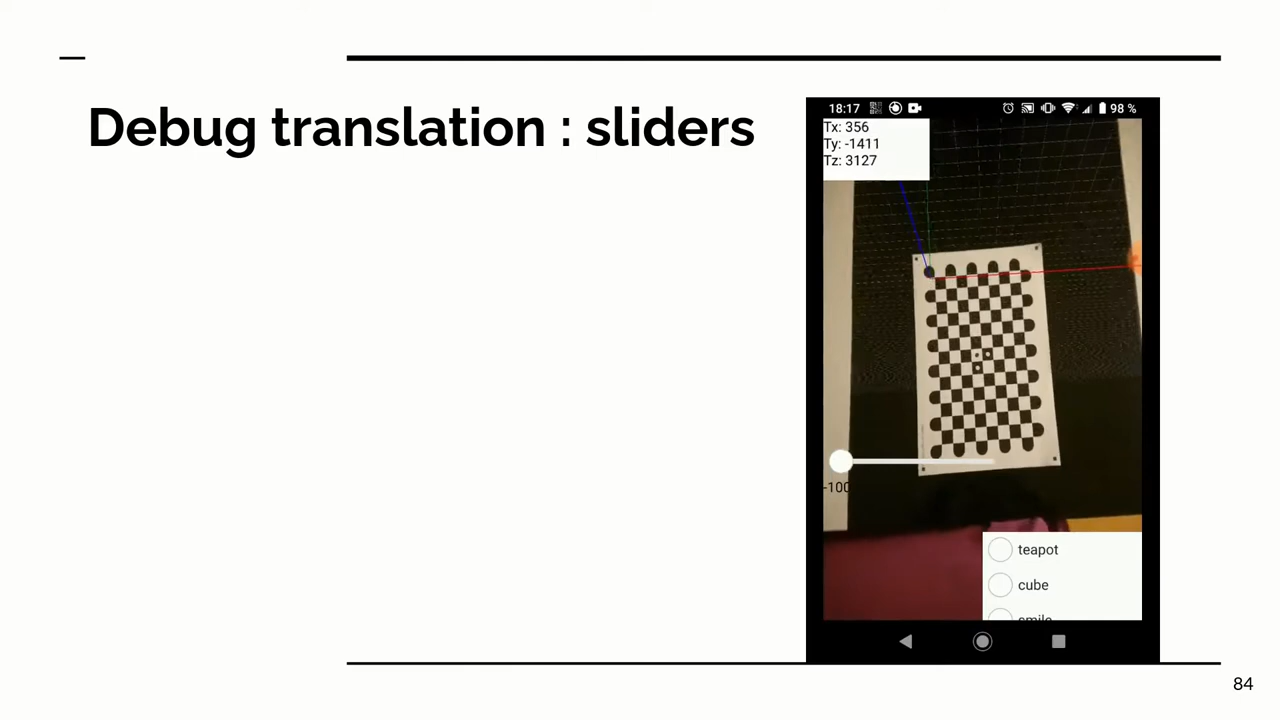 Debug translation : sliders
18:17
98 %
Tx: 356
Ty: -1411
Tz: 3127
-100
teapot
cube
smile
84